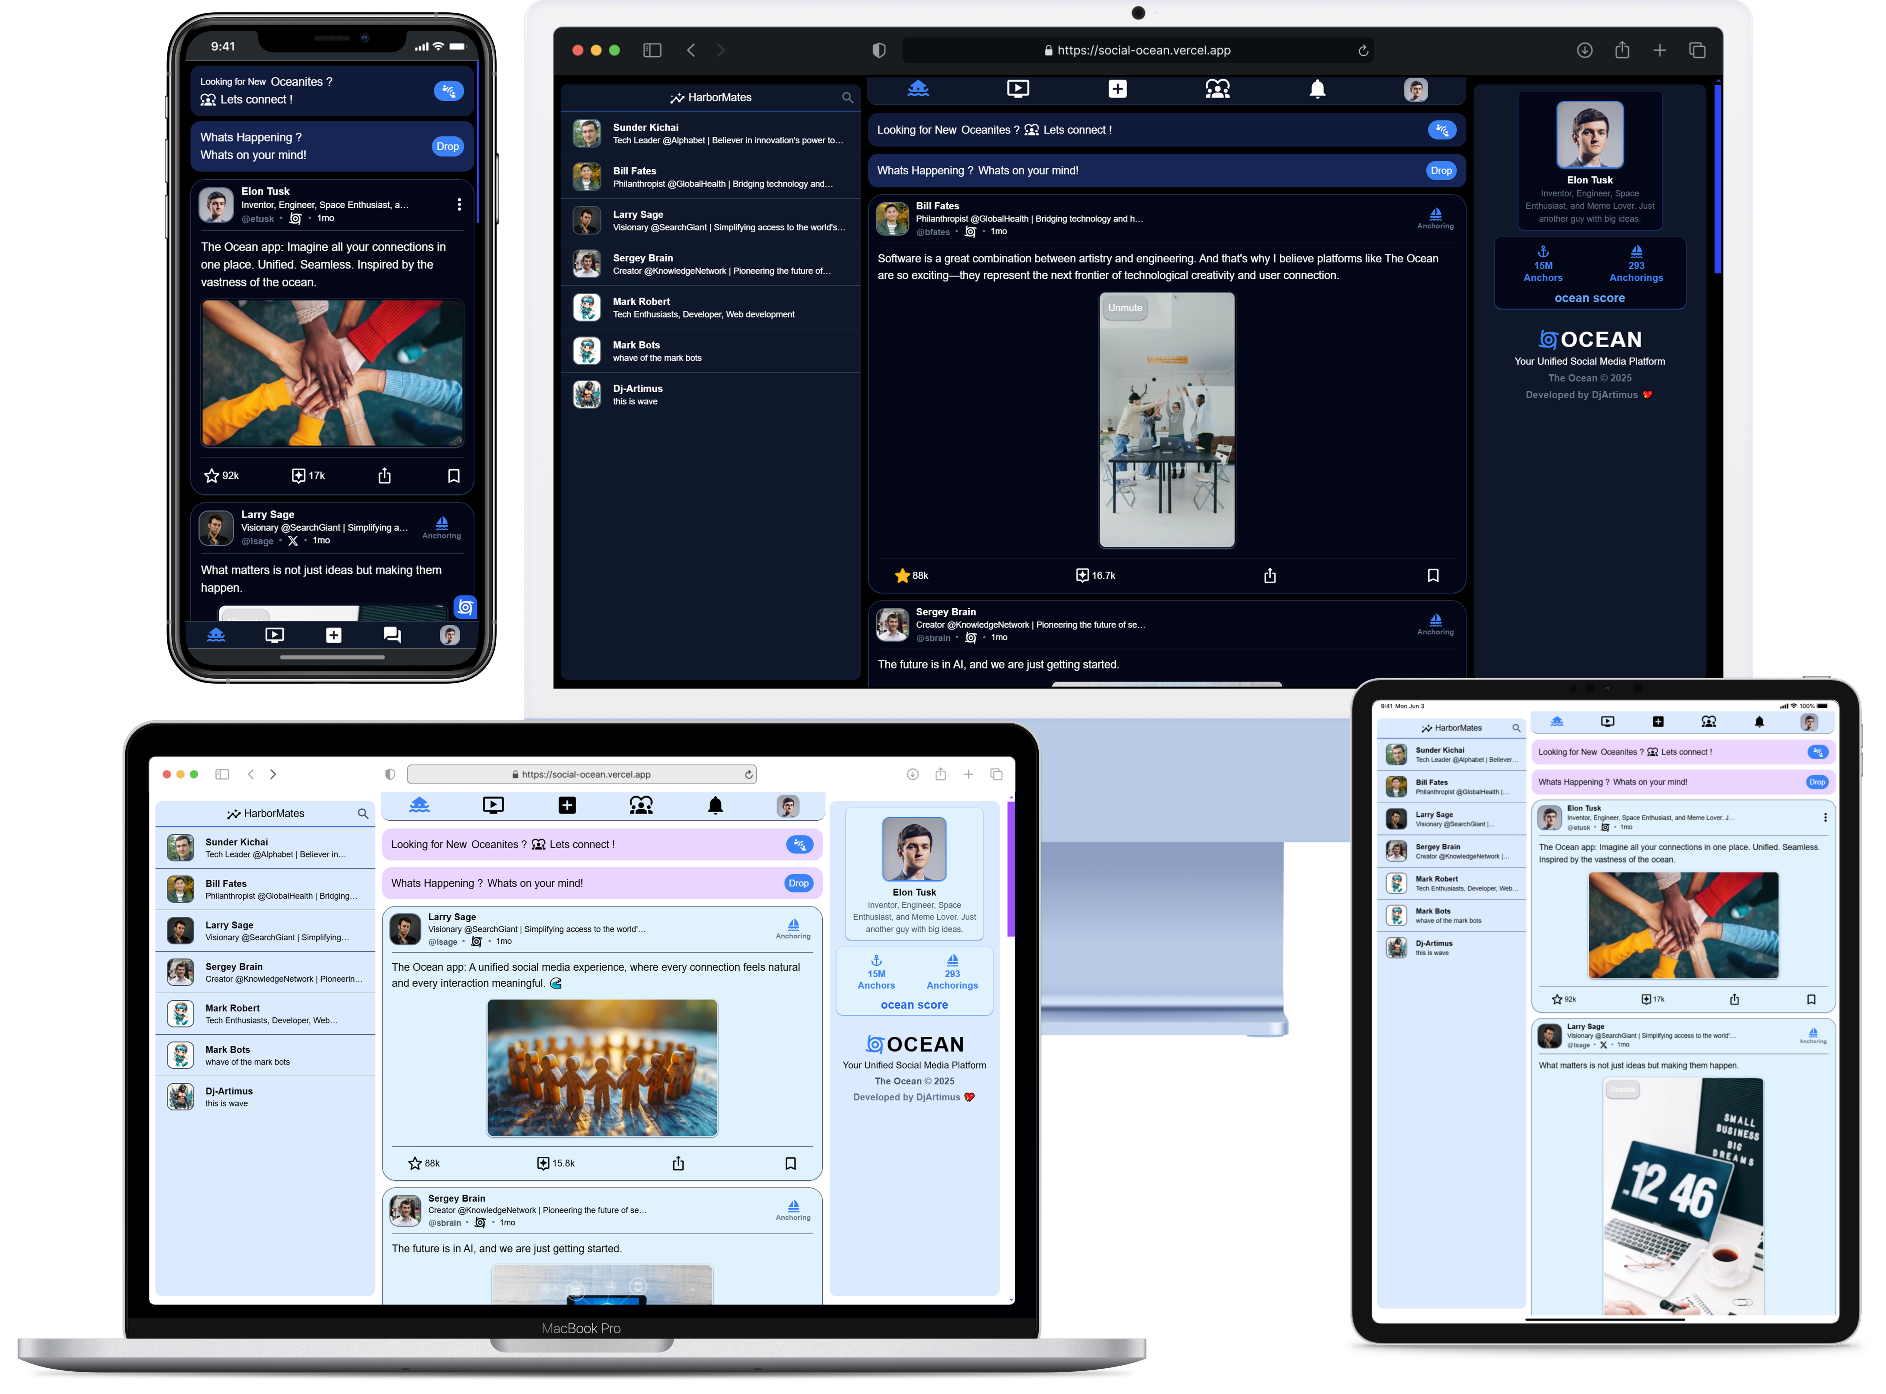 9:41
Looking for New Oceanites ?
Lets connect !
Whats Happening ?
Whats on your mind!
Drop
Elon Tusk
Inventor, Engineer, Space Enthusiast, a...
@etusk • • 1mo
The Ocean app: Imagine all your connections in
one place. Unified. Seamless. Inspired by the
vastness of the ocean.
92k
17k
Larry Sage
Visionary @SearchGiant | Simplifying a...
@lsage • X • 1mo
Anchoring
What matters is not just ideas but making them
happen.
https://social-ocean.vercel.app
HarborMates
Sunder Kichai
Tech Leader @Alphabet | Believer in innovation's power to...
Bill Fates
Philanthropist @GlobalHealth | Bridging technology and...
Larry Sage
Visionary @SearchGiant | Simplifying access to the world's...
Sergey Brain
Creator @KnowledgeNetwork | Pioneering the future of...
Mark Robert
Tech Enthusiasts, Developer, Web development
Mark Bots
whave of the mark bots
Dj-Artimus
this is wave
Looking for New Oceanites ? Lets connect !
Whats Happening ? Whats on your mind!
Drop
Bill Fates
Philanthropist @GlobalHealth | Bridging technology and h...
@bfates • • 1mo
Anchoring
Software is a great combination between artistry and engineering. And that's why I believe platforms like The Ocean
are so exciting—they represent the next frontier of technological creativity and user connection.
Unmute
88k
16.7k
Sergey Brain
Creator @KnowledgeNetwork | Pioneering the future of se...
@sbrain • • 1mo
Anchoring
The future is in AI, and we are just getting started.
Elon Tusk
Inventor, Engineer, Space
Enthusiast, and Meme Lover. Just
another guy with big ideas.
15M
Anchors
293
Anchorings
ocean score
OCEAN
Your Unified Social Media Platform
The Ocean © 2025
Developed by DjArtimus
https://social-ocean.vercel.app
HarborMates
Sunder Kichai
Tech Leader @Alphabet | Believer in...
Bill Fates
Philanthropist @GlobalHealth | Bridging...
Larry Sage
Visionary @SearchGiant | Simplifying...
Sergey Brain
Creator @KnowledgeNetwork | Pioneerin...
Mark Robert
Tech Enthusiasts, Developer, Web...
Mark Bots
whave of the mark bots
Dj-Artimus
this is wave
Looking for New Oceanites ? Lets connect !
Whats Happening ? Whats on your mind!
Drop
Larry Sage
Visionary @SearchGiant | Simplifying access to the world'...
@lsage • • 1mo
Anchoring
The Ocean app: A unified social media experience, where every connection feels natural
and every interaction meaningful.
88k
15.8k
Sergey Brain
Creator @KnowledgeNetwork | Pioneering the future of se...
@sbrain • • 1mo
Anchoring
The future is in AI, and we are just getting started.
Elon Tusk
Inventor, Engineer, Space
Enthusiast, and Meme Lover. Just
another guy with big ideas.
15M
Anchors
293
Anchorings
ocean score
OCEAN
Your Unified Social Media Platform
The Ocean © 2025
Developed by DjArtimus
MacBook Pro
9:41 Mon Jun 3
100%
HarborMates
Sunder Kichai
Tech Leader @Alphabet | Believer...
Bill Fates
Philanthropist @GlobalHealth |...
Larry Sage
Visionary @SearchGiant |...
Sergey Brain
Creator @KnowledgeNetwork |...
Mark Robert
Tech Enthusiasts, Developer, Web...
Mark Bots
whave of the mark bots
Dj-Artimus
this is wave
Looking for New Oceanites ? Lets connect !
Whats Happening ? Whats on your mind!
Drop
Elon Tusk
Inventor, Engineer, Space Enthusiast, and Meme Lover. J...
@etusk • • 1mo
The Ocean app: Imagine all your connections in one place. Unified. Seamless.
Inspired by the vastness of the ocean.
92k
17k
Larry Sage
Visionary @SearchGiant | Simplifying access to the world'...
@lsage • X • 1mo
Anchoring
What matters is not just ideas but making them happen.
Unmute
SMALL
BUSINESS
BIG
DREAMS
12 46